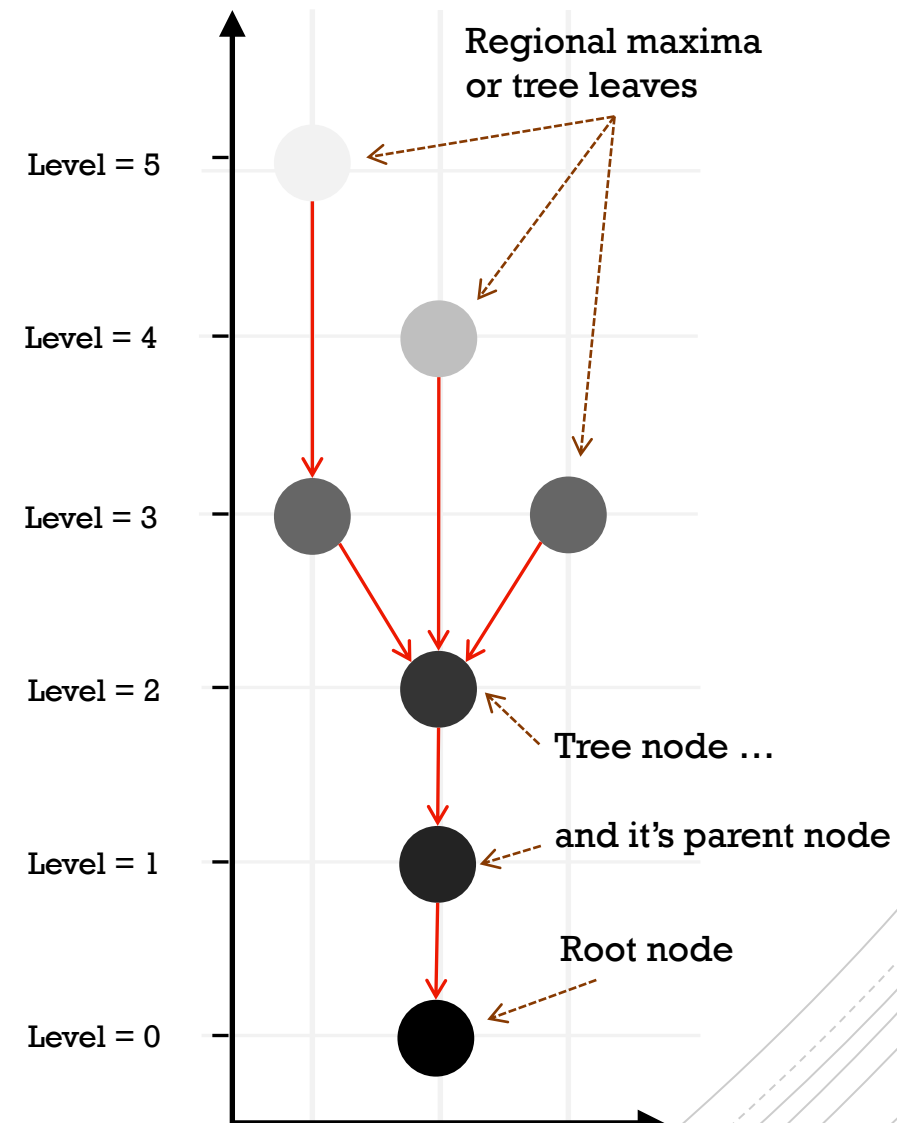 Regional maxima
or tree leaves
Level = 5
Level = 4
Level = 3
Level = 2
Tree node …
and it’s parent node
Level = 1
Root node
Level = 0